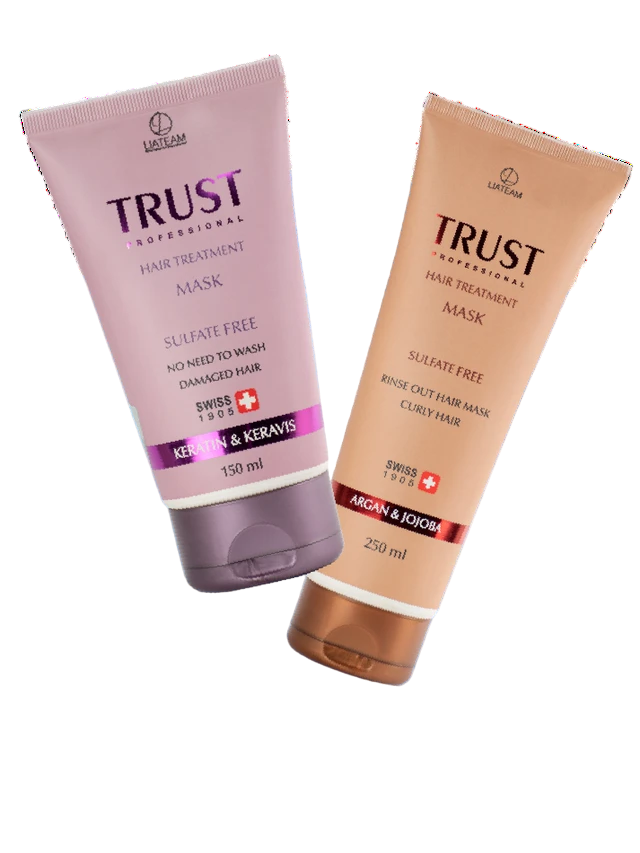 LIATEAM
TRUST
PROFESSIONAL
HAIR TREATMENT
MASK
SULFATE FREE
NO NEED TO WASH
DAMAGED HAIR
SWISS
1905
KERATIN & KERAVIS
150 ml
LIATEAM
TRUST
PROFESSIONAL
HAIR TREATMENT
MASK
SULFATE FREE
RINSE OUT HAIR MASK
CURLY HAIR
SWISS
1905
ARGAN & JOJOBA
250 ml